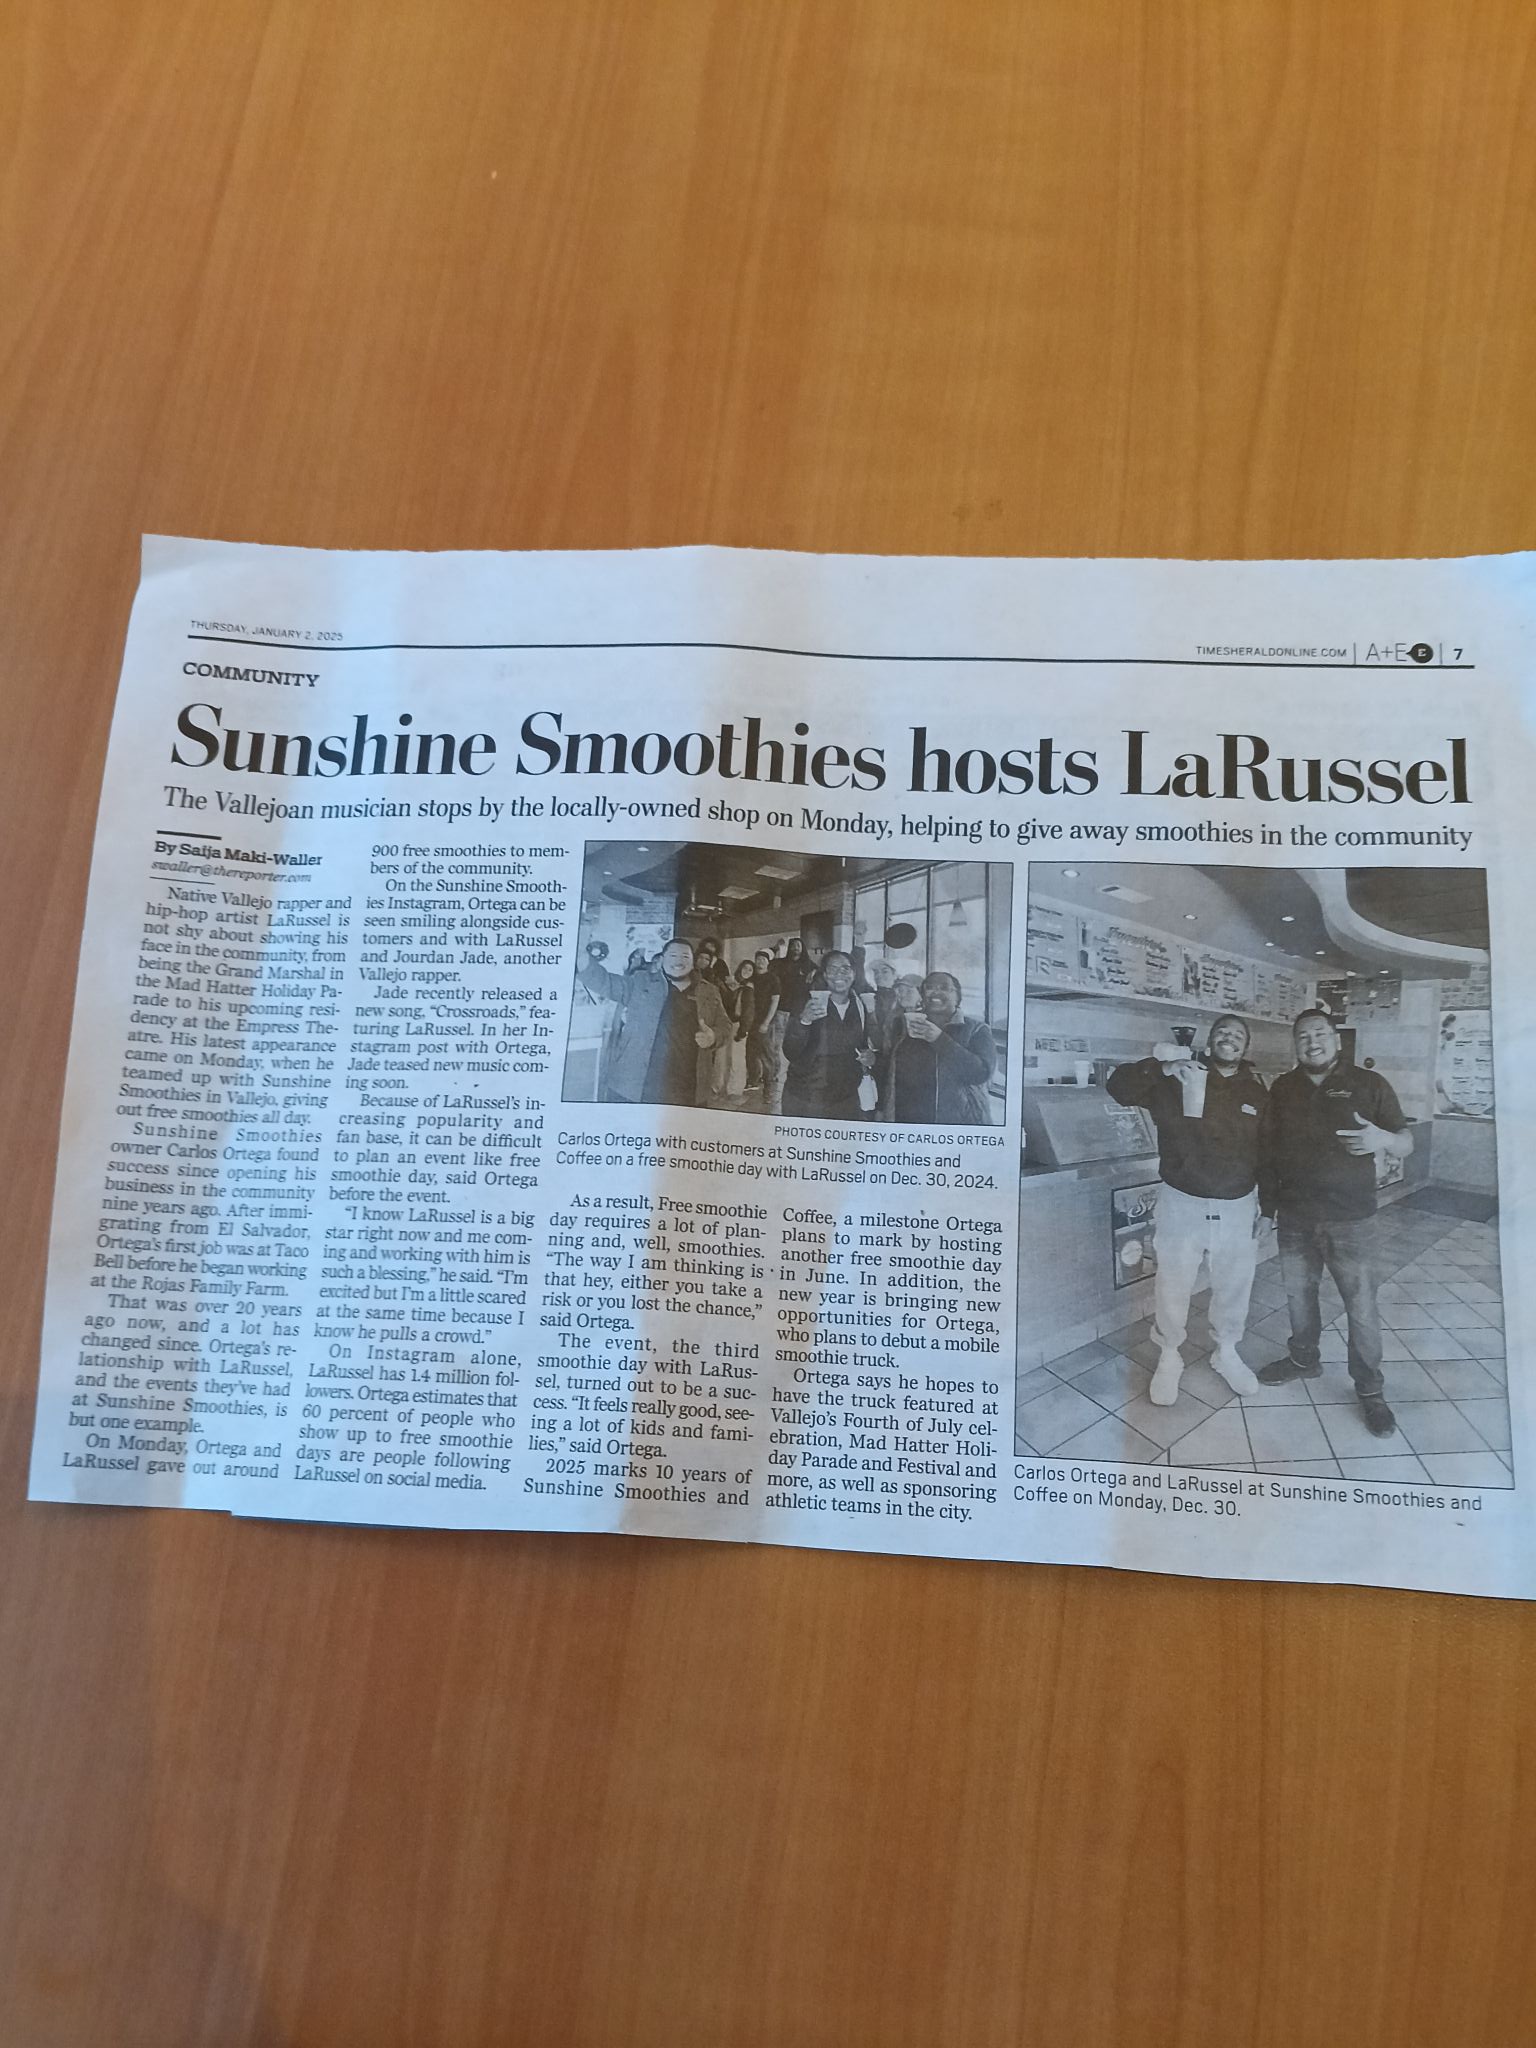 THURSDAY, JANUARY 2, 2025
TIMESHERALDONLINE.COM | A+E E | 7
COMMUNITY
Sunshine Smoothies hosts LaRussel
The Vallejoan musician stops by the locally-owned shop on Monday, helping to give away smoothies in the community
By Saija Maki-Waller
swaller@thereporter.com
Native Vallejo rapper and
hip-hop artist LaRussel is
not shy about showing his
face in the community, from
being the Grand Marshal in
the Mad Hatter Holiday Pa-
rade to his upcoming resi-
dency at the Empress The-
atre. His latest appearance
came on Monday, when he
teamed up with Sunshine
Smoothies in Vallejo, giving
out free smoothies all day.
Sunshine Smoothies
owner Carlos Ortega found
success since opening his
business in the community
nine years ago. After immi-
grating from El Salvador,
Ortega's first job was at Taco
Bell before he began working
at the Rojas Family Farm.
That was over 20 years
ago now, and a lot has
changed since. Ortega's re-
lationship with LaRussel,
and the events they've had
at Sunshine Smoothies, is
but one example.
On Monday, Ortega and
LaRussel gave out around
900 free smoothies to mem-
bers of the community.
On the Sunshine Smooth-
ies Instagram, Ortega can be
seen smiling alongside cus-
tomers and with LaRussel
and Jourdan Jade, another
Vallejo rapper.
Jade recently released a
new song, “Crossroads,” fea-
turing LaRussel. In her In-
stagram post with Ortega,
Jade teased new music com-
ing soon.
Because of LaRussel's in-
creasing popularity and
fan base, it can be difficult
to plan an event like free
smoothie day, said Ortega
before the event.
“I know LaRussel is a big
star right now and me com-
ing and working with him is
such a blessing,” he said. “I'm
excited but I'm a little scared
at the same time because I
know he pulls a crowd.”
On Instagram alone,
LaRussel has 1.4 million fol-
lowers. Ortega estimates that
60 percent of people who
show up to free smoothie
days are people following
LaRussel on social media.
PHOTOS COURTESY OF CARLOS ORTEGA
Carlos Ortega with customers at Sunshine Smoothies and
Coffee on a free smoothie day with LaRussel on Dec. 30, 2024.
As a result, Free smoothie
day requires a lot of plan-
ning and, well, smoothies.
“The way I am thinking is
that hey, either you take a
risk or you lost the chance,”
said Ortega.
The event, the third
smoothie day with LaRus-
sel, turned out to be a suc-
cess. “It feels really good, see-
ing a lot of kids and fami-
lies,” said Ortega.
2025 marks 10 years of
Sunshine Smoothies and
Coffee, a milestone Ortega
plans to mark by hosting
another free smoothie day
in June. In addition, the
new year is bringing new
opportunities for Ortega,
who plans to debut a mobile
smoothie truck.
Ortega says he hopes to
have the truck featured at
Vallejo's Fourth of July cel-
ebration, Mad Hatter Holi-
day Parade and Festival and
more, as well as sponsoring
athletic teams in the city.
Carlos Ortega and LaRussel at Sunshine Smoothies and
Coffee on Monday, Dec. 30.